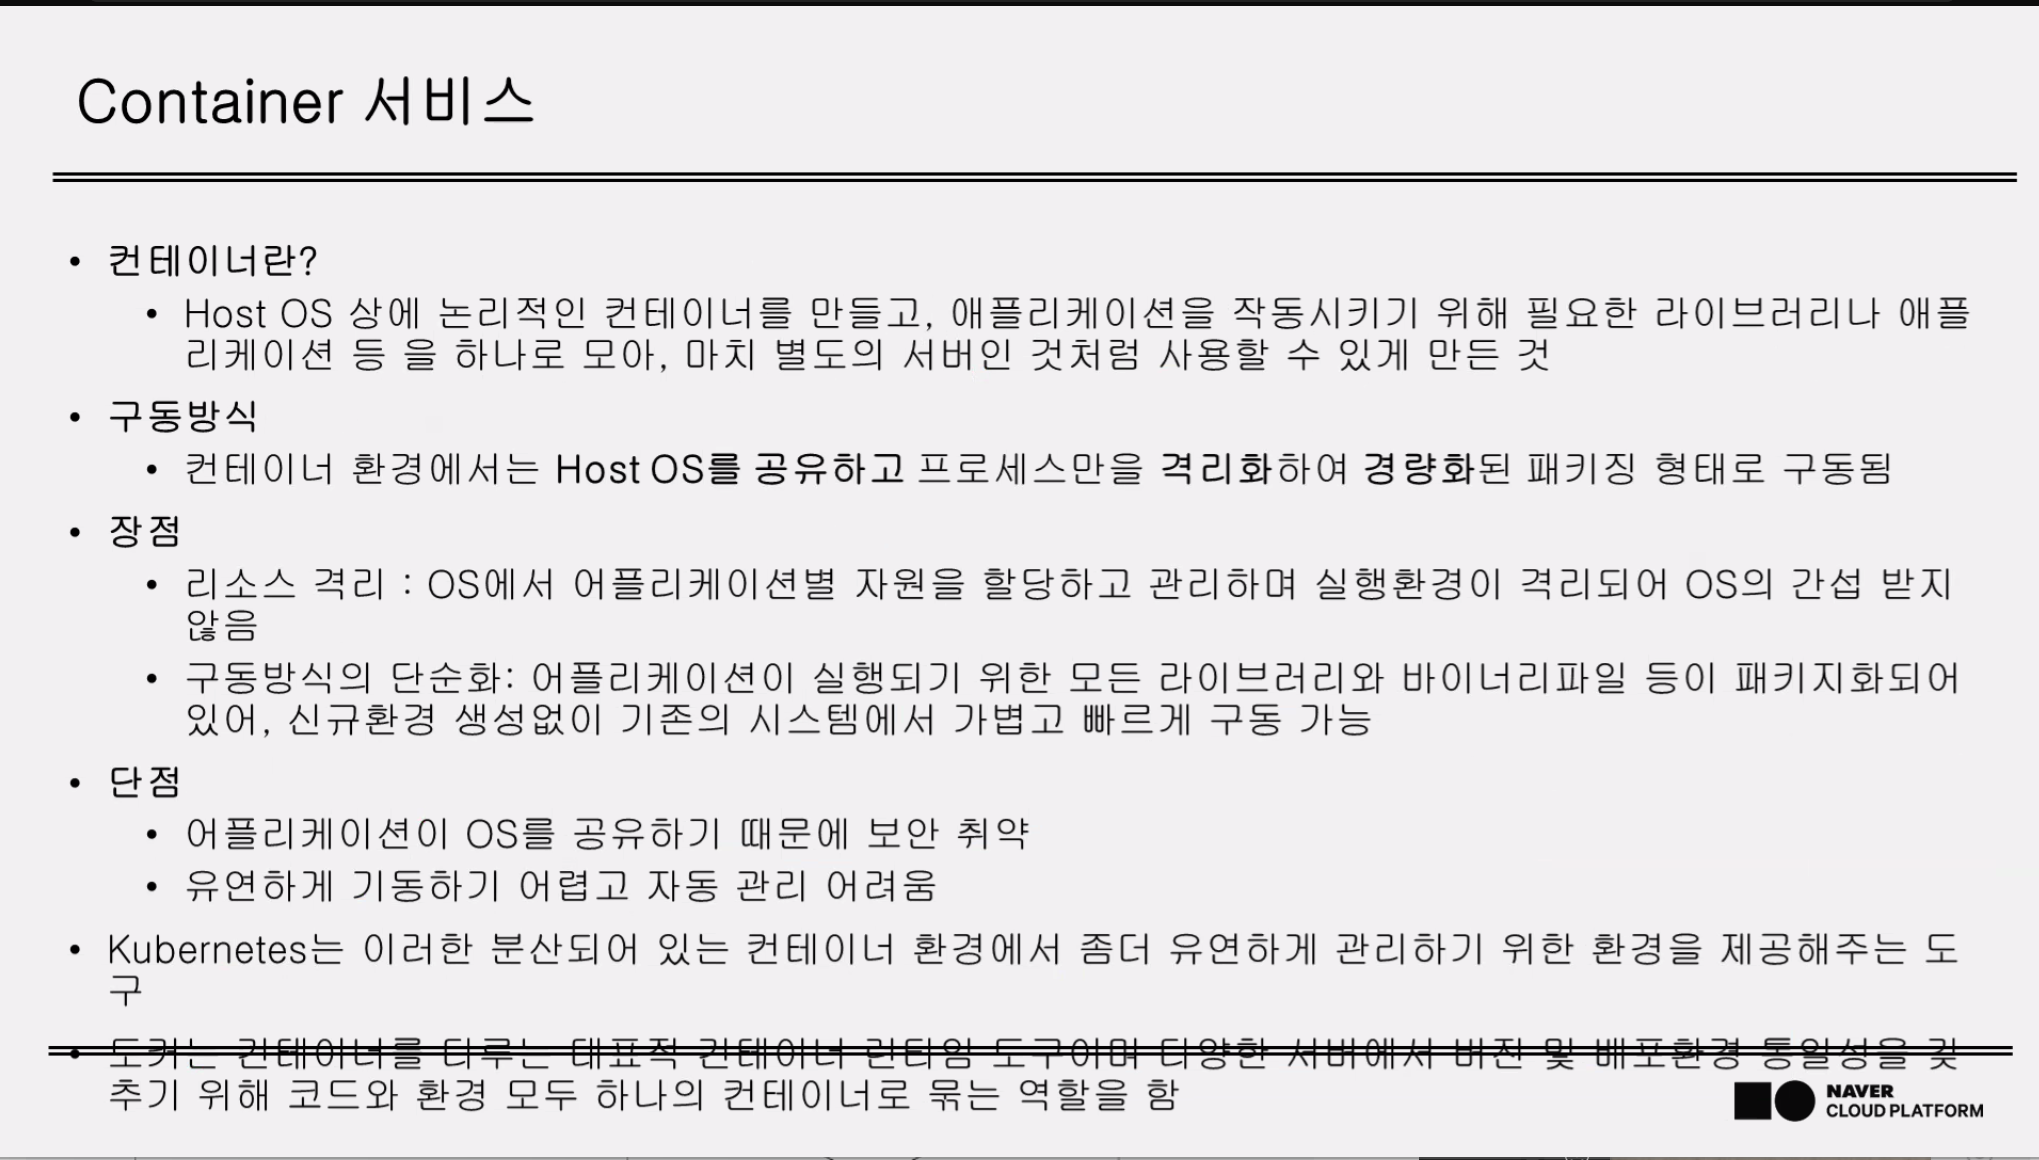 Container 서비스
• 컨테이너란?
• Host OS 상에 논리적인 컨테이너를 만들고, 애플리케이션을 작동시키기 위해 필요한 라이브러리나 애플
리케이션 등 을 하나로 모아, 마치 별도의 서버인 것처럼 사용할 수 있게 만든 것
• 구동방식
• 컨테이너 환경에서는 Host OS를 공유하고 프로세스만을 격리화하여 경량화된 패키징 형태로 구동됨
• 장점
• 리소스 격리 : OS에서 어플리케이션별 자원을 할당하고 관리하며 실행환경이 격리되어 OS의 간섭 받지
않음
• 구동방식의 단순화: 어플리케이션이 실행되기 위한 모든 라이브러리와 바이너리파일 등이 패키지화되어
있어, 신규환경 생성없이 기존의 시스템에서 가볍고 빠르게 구동 가능
• 단점
• 어플리케이션이 OS를 공유하기 때문에 보안 취약
• 유연하게 기동하기 어렵고 자동 관리 어려움
• Kubernetes는 이러한 분산되어 있는 컨테이너 환경에서 좀더 유연하게 관리하기 위한 환경을 제공해주는 도
구
• 도커는 컨테이너를 다루는 대표적 컨테이너 런타임 도구이며 다양한 서버에서 버전 및 배포환경 통일성을 갖
추기 위해 코드와 환경 모두 하나의 컨테이너로 묶는 역할을 함
NAVER
CLOUD PLATFORM